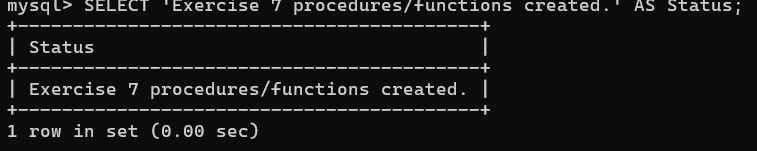 mysql> SELECT 'Exercise 7 procedures/functions created.' AS Status;
+------------------------------------------+
| Status                                   |
+------------------------------------------+
| Exercise 7 procedures/functions created. |
+------------------------------------------+
1 row in set (0.00 sec)